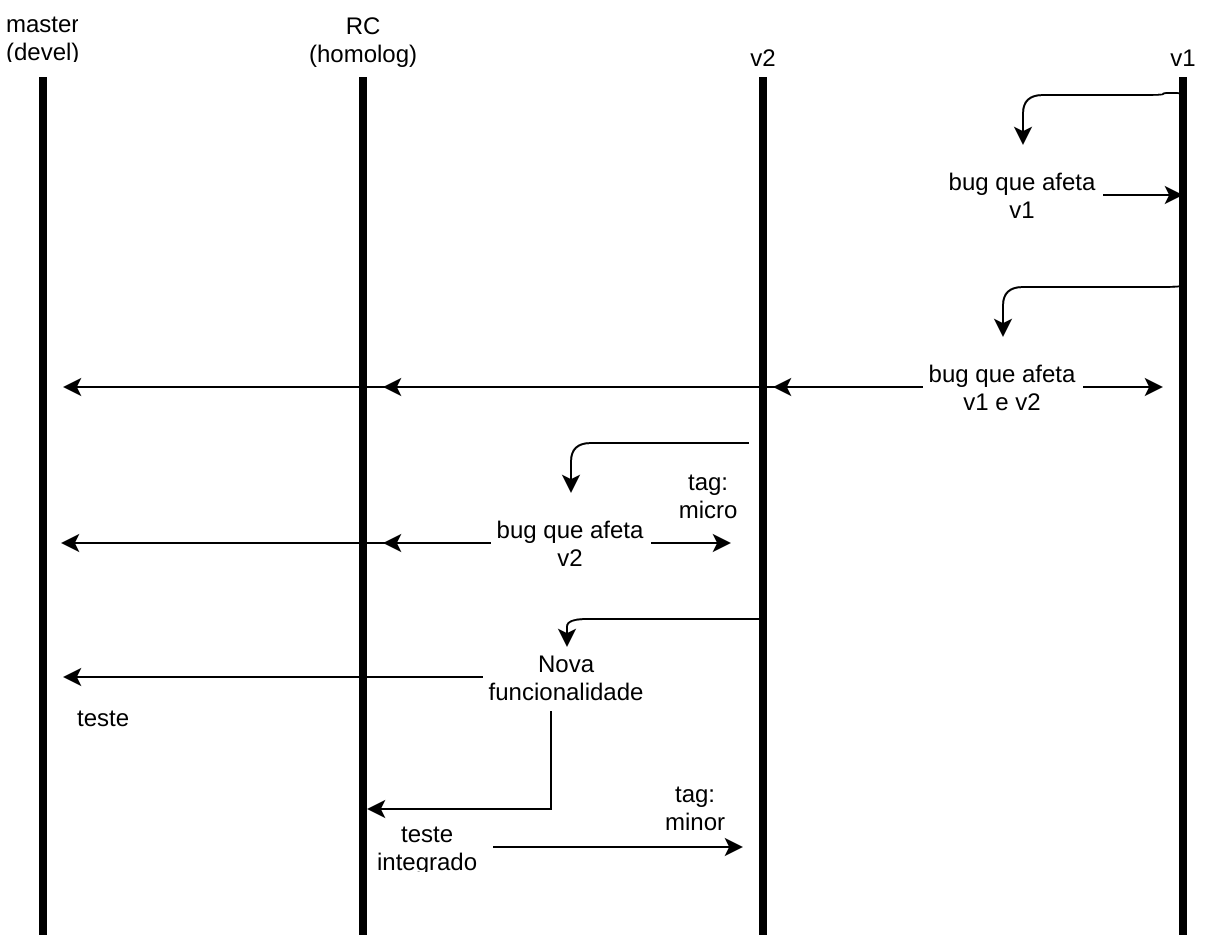 master
(devel)
RC
(homolog)
v2
v1
bug que afeta
v1
bug que afeta
v1 e v2
tag:
micro
bug que afeta
v2
Nova
funcionalidade
teste
tag:
minor
teste
integrado